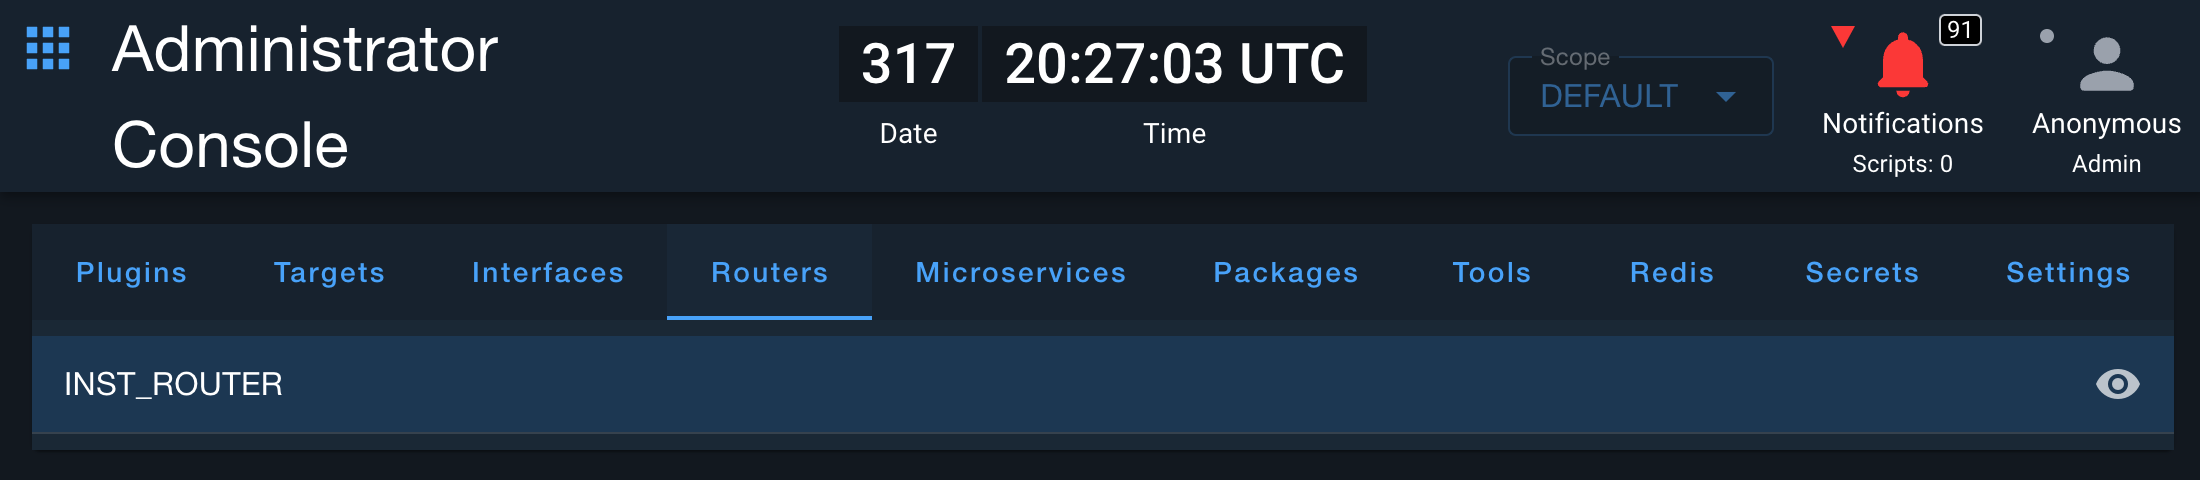 Administrator
Console
317
20:27:03 UTC
Date
Time
Scope
DEFAULT
91
Notifications
Scripts: 0
Anonymous
Admin
Plugins
Targets
Interfaces
Routers
Microservices
Packages
Tools
Redis
Secrets
Settings
INST_ROUTER